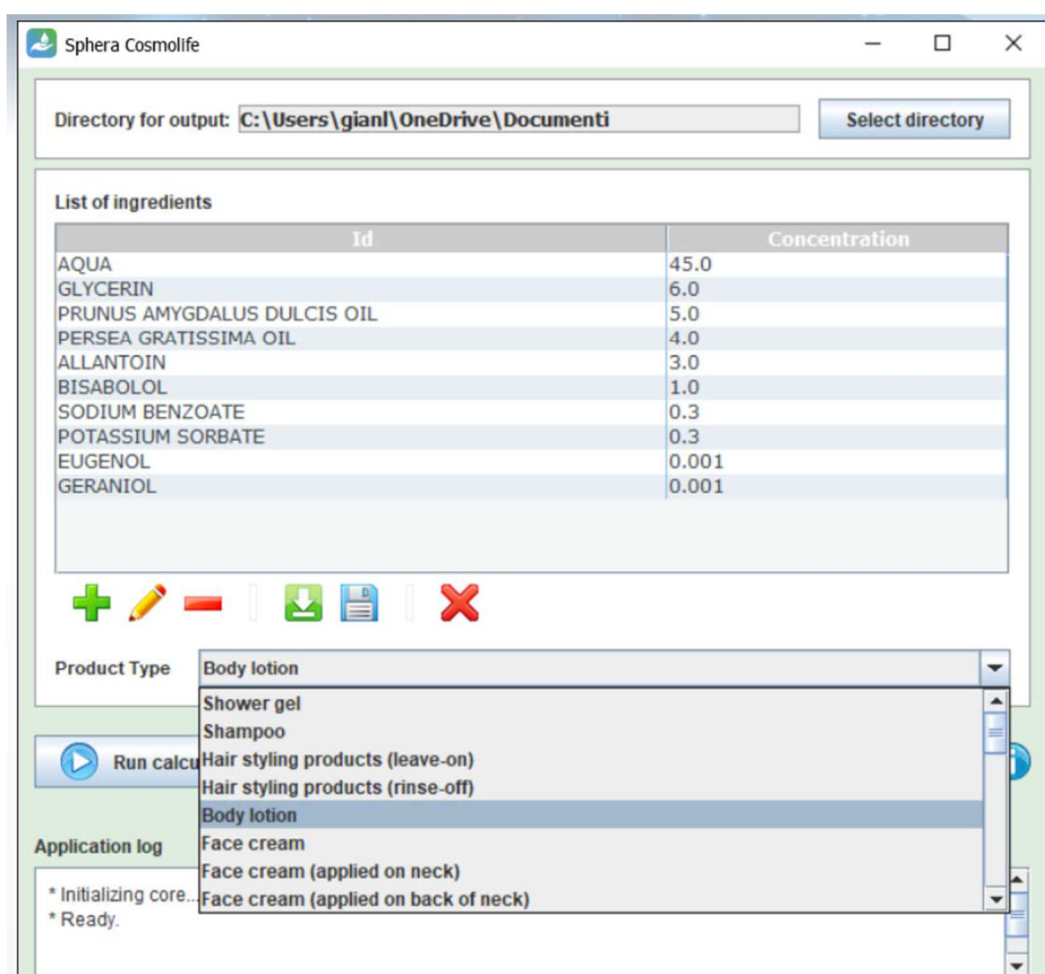 Sphera Cosmolife
Directory for output: C:\Users\gianl\OneDrive\Documenti Select directory
List of ingredients
Id Concentration
AQUA 45.0
GLYCERIN 6.0
PRUNUS AMYGDALUS DULCIS OIL 5.0
PERSEA GRATISSIMA OIL 4.0
ALLANTOIN 3.0
BISABOLOL 1.0
SODIUM BENZOATE 0.3
POTASSIUM SORBATE 0.3
EUGENOL 0.001
GERANIOL 0.001
Product Type Body lotion
Shower gel
Shampoo
Hair styling products (leave-on)
Run calcu
Hair styling products (rinse-off)
Body lotion
Face cream
Application log
Face cream (applied on neck)
* Initializing core...
Face cream (applied on back of neck)
* Ready.